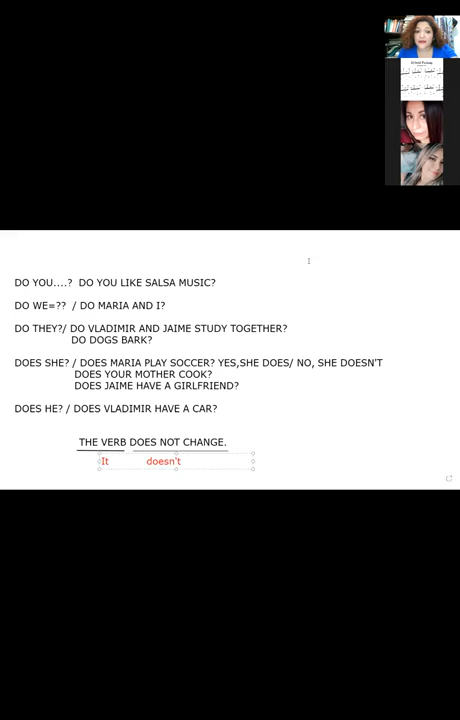 DO YOU....? DO YOU LIKE SALSA MUSIC?
DO WE=?? / DO MARIA AND I?
DO THEY?/ DO VLADIMIR AND JAIME STUDY TOGETHER?
DO DOGS BARK?
DOES SHE? / DOES MARIA PLAY SOCCER? YES,SHE DOES/ NO, SHE DOESN'T
DOES YOUR MOTHER COOK?
DOES JAIME HAVE A GIRLFRIEND?
DOES HE? / DOES VLADIMIR HAVE A CAR?
THE VERB DOES NOT CHANGE.
It doesn't